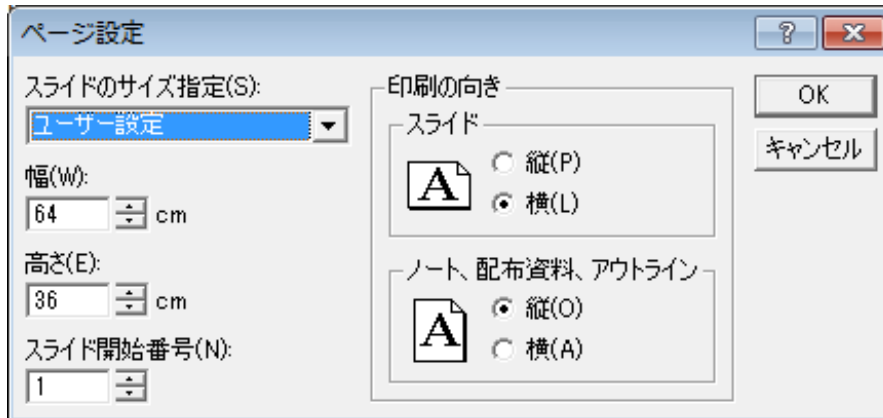 ページ設定
スライドのサイズ指定(S):
ユーザー設定
幅(W):
64 cm
高さ(E):
36 cm
スライド開始番号(N):
1
印刷の向き
スライド
A
縦(P)
横(L)
ノート、配布資料、アウトライン
A
縦(O)
横(A)
?
OK
キャンセル